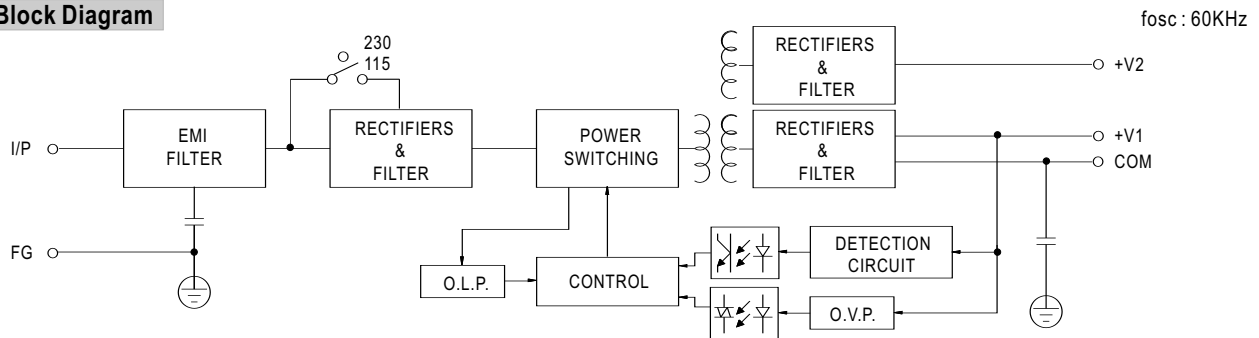 Block Diagram
fosc : 60KHz
230
115
I/P
EMI
FILTER
RECTIFIERS
&
FILTER
POWER
SWITCHING
RECTIFIERS
&
FILTER
+V2
RECTIFIERS
&
FILTER
+V1
COM
FG
O.L.P.
CONTROL
DETECTION
CIRCUIT
O.V.P.